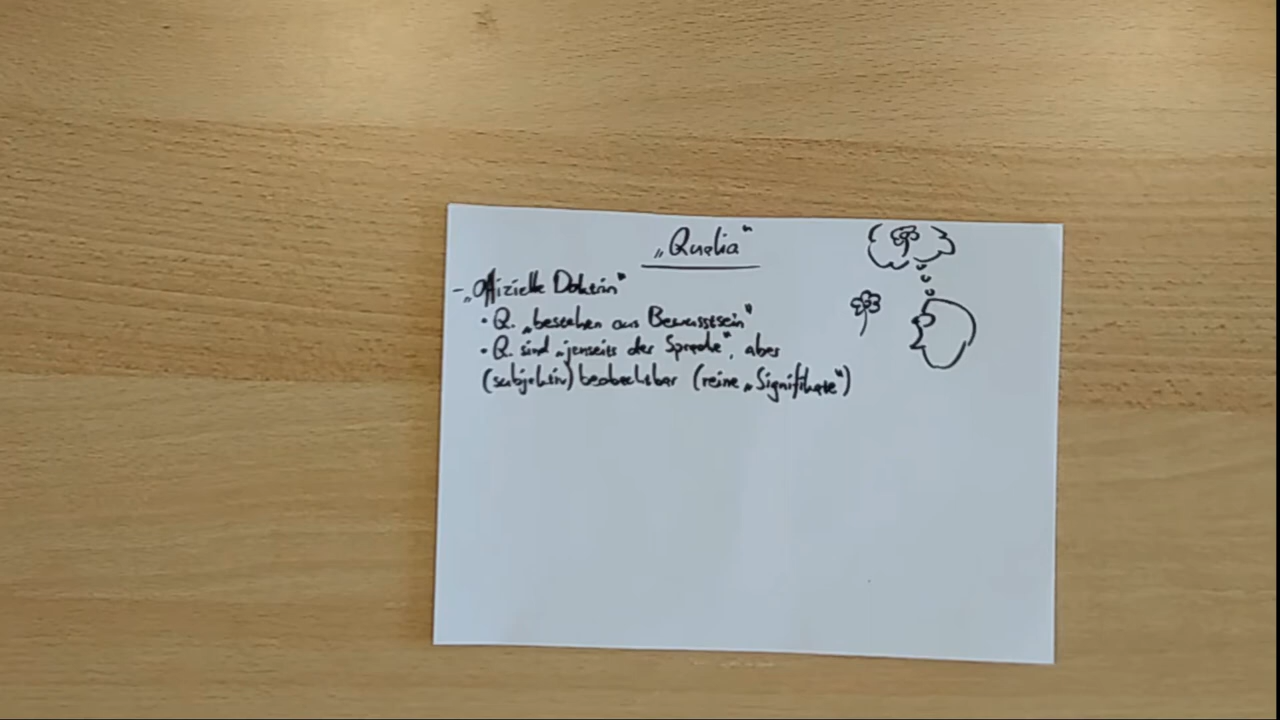 „Qualia“
- „Offizielle Doktrin“
• Q. „bestehen aus Bewusstsein“
• Q. sind „jenseits der Sprache“, aber
(subjektiv) beobachtbar (reine „Signifikate“)